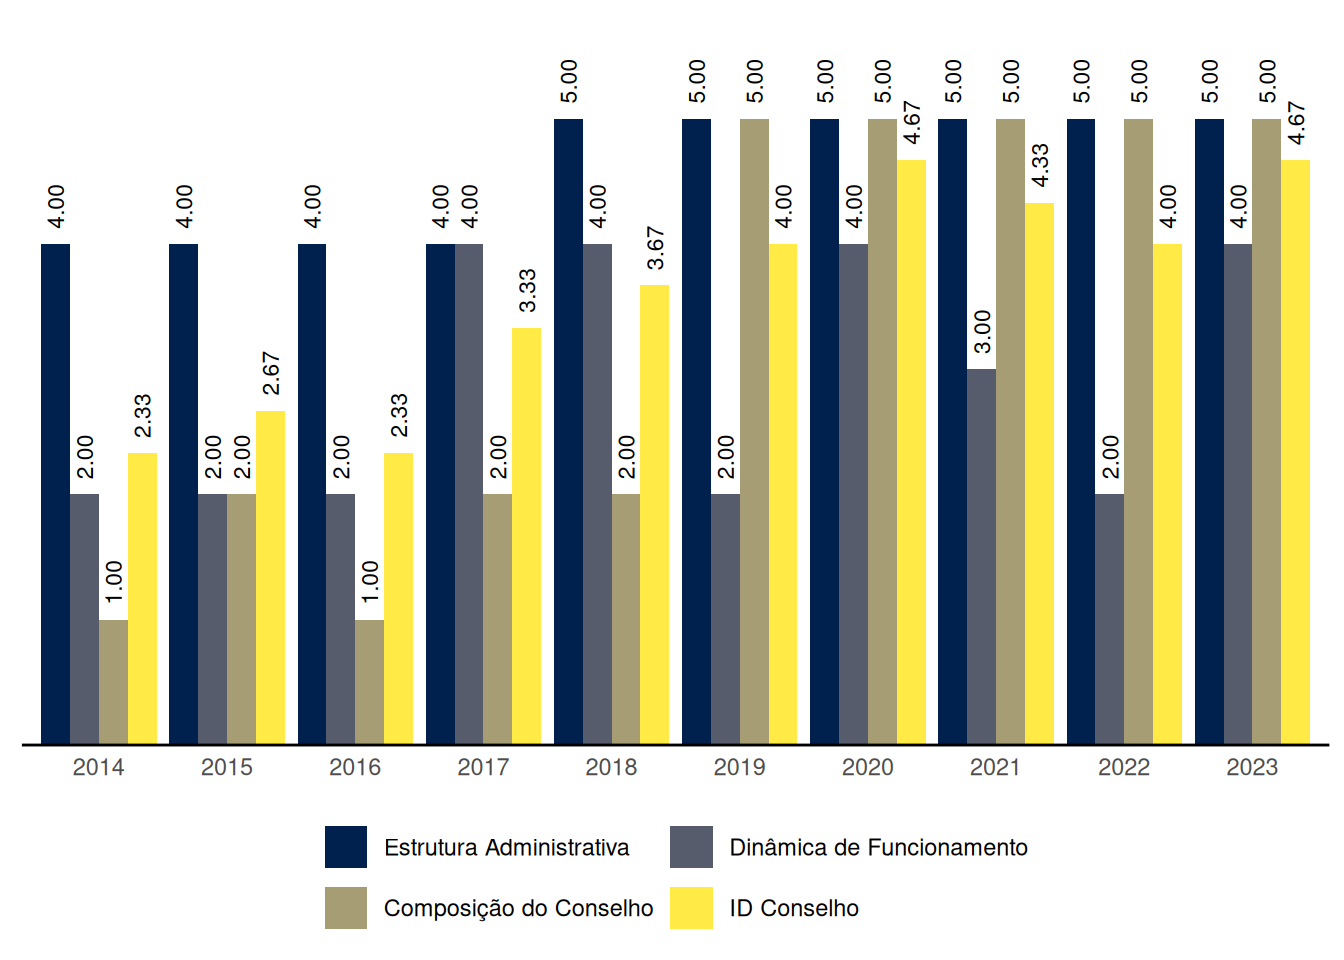 4.00 2.00 1.00 2.33
4.00 2.00 2.00 2.67
4.00 2.00 1.00 2.33
4.00 4.00 2.00 3.33
5.00 4.00 2.00 3.67
5.00 2.00 5.00 4.00
5.00 4.00 5.00 4.67
5.00 3.00 5.00 4.33
5.00 2.00 5.00 4.00
5.00 4.00 5.00 4.67
2014 2015 2016 2017 2018 2019 2020 2021 2022 2023
Estrutura Administrativa Dinâmica de Funcionamento
Composição do Conselho ID Conselho